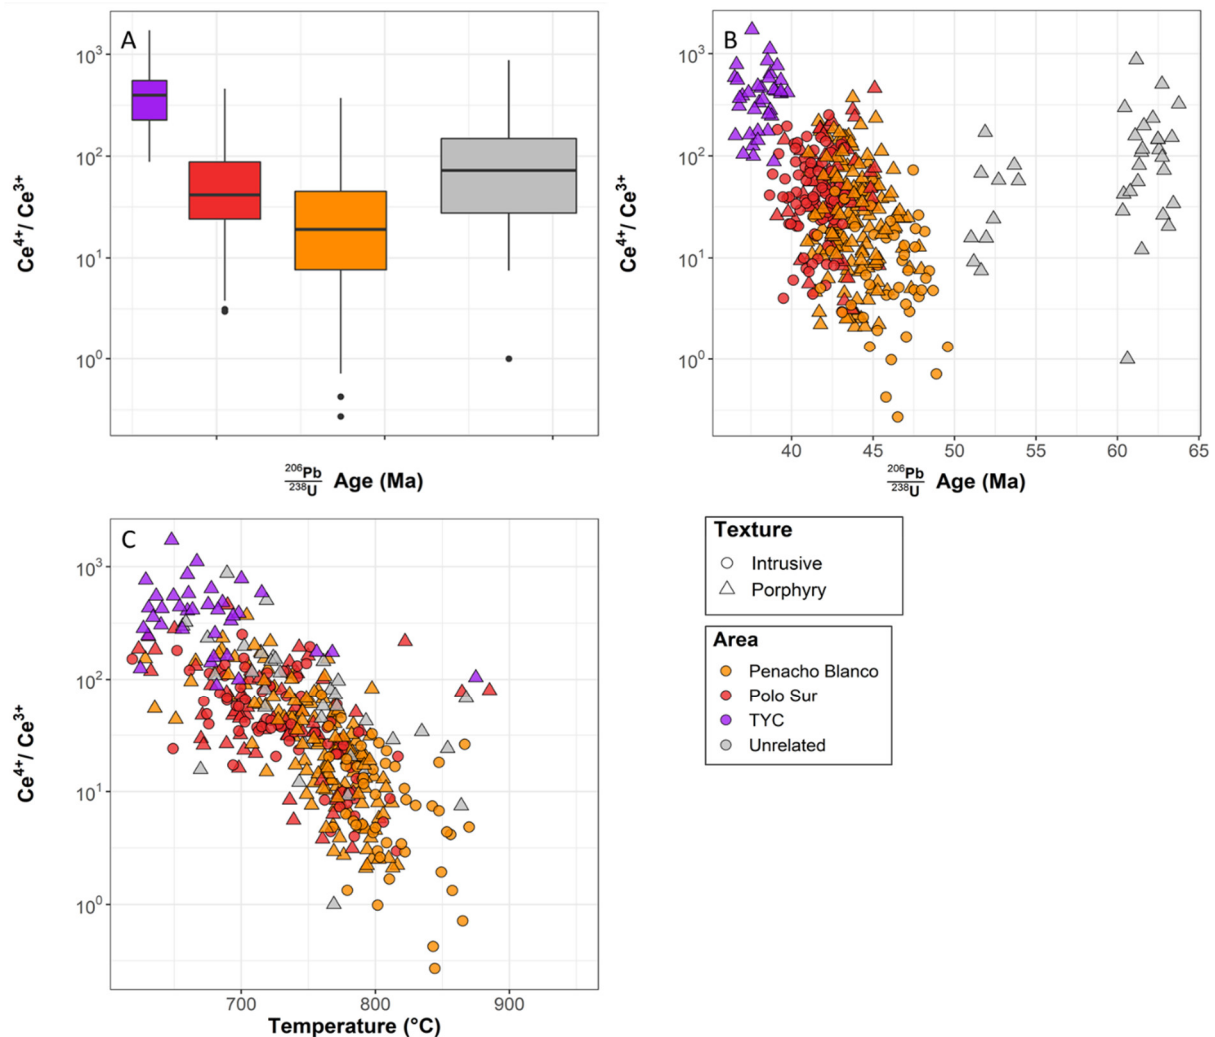 A
10³
10²
10¹
10⁰
Ce⁴⁺/ Ce³⁺
²⁰⁶Pb
²³⁸U
Age (Ma)
B
10³
10²
10¹
10⁰
Ce⁴⁺/ Ce³⁺
40 45 50 55 60 65
²⁰⁶Pb
²³⁸U
Age (Ma)
C
10³
10²
10¹
10⁰
Ce⁴⁺/ Ce³⁺
700 800 900
Temperature (°C)
Texture
Intrusive
Porphyry
Area
Penacho Blanco
Polo Sur
TYC
Unrelated